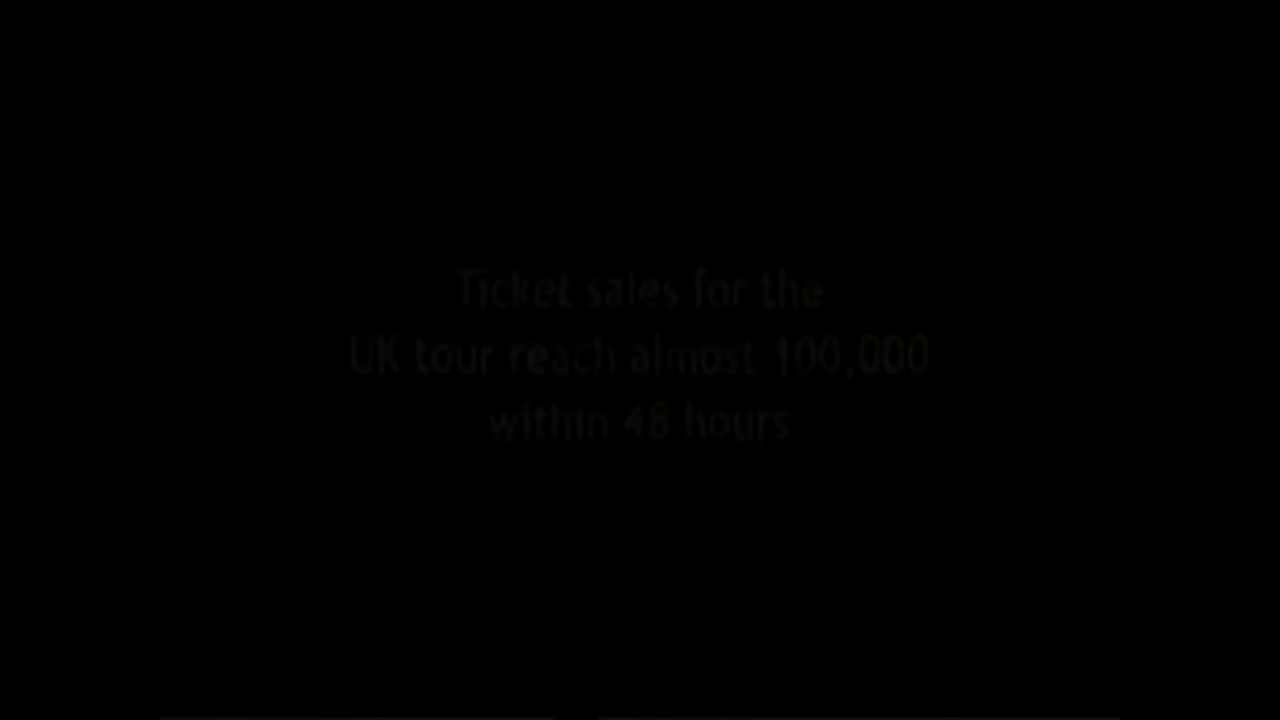 Ticket sales for the
UK tour reach almost 100,000
within 48 hours